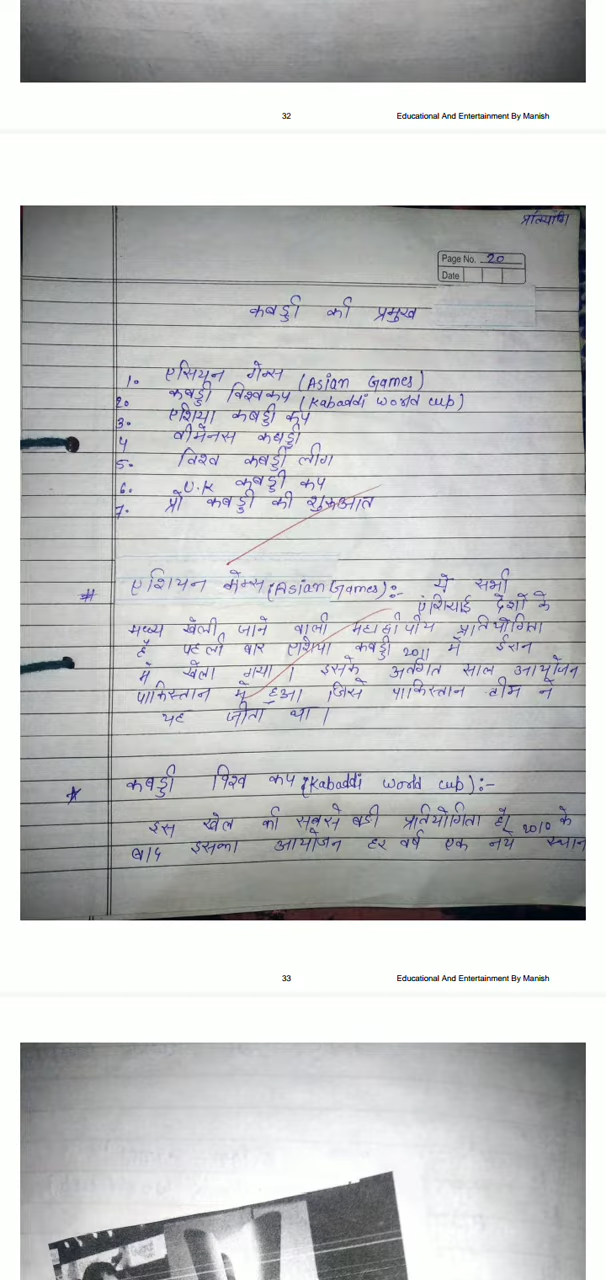 32 Educational And Entertainment By Manish
Page No. 20
Date
कबड्डी की प्रमुख
1. एसियन गेम्स (Asian Games)
2. कबड्डी विश्वकप (Kabaddi World cup)
3. एशिया कबड्डी कप
4 वीमेनस कबड्डी
5. विश्व कबड्डी लीग
6. U.K कबड्डी कप
7. प्रो कबड्डी की शुरुआत
# एशियन गेम्स (Asian Games):- ये सभी
एशियाई देशों के
मध्य खेली जाने वाली महाद्वीपीय प्रतियोगिता
है पहली बार एशिया कबड्डी 2011 में ईरान
में खेला गया। इसके अर्तगत साल आयोजन
पाकिस्तान में हुआ जिसे पाकिस्तान टीम ने
यह जीता था।
* कबड्डी विश्व कप (Kabaddi World cup):-
इस खेल की सबसे बडी प्रतियोगिता है। 2010 के
बाद इसका आयोजन हर वर्ष एक नये स्थान
33 Educational And Entertainment By Manish